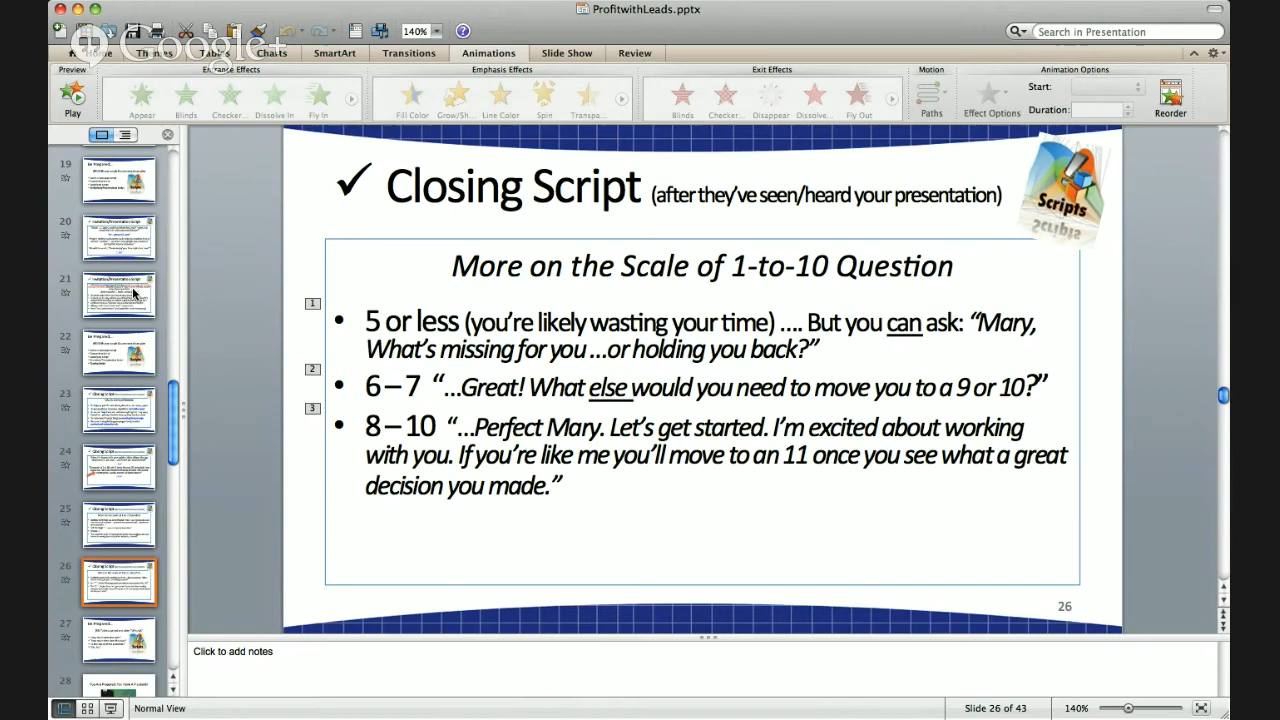 ProfitwithLeads.pptx
140%
Search in Presentation
Google+
Home Themes Tables Charts SmartArt Transitions Animations Slide Show Review
Preview Entrance Effects Emphasis Effects Exit Effects Motion Animation Options
Play Appear Blinds Checker... Dissolve In Fly In Fill Color Grow/Sh... Line Color Spin Transpa... Blinds Checker... Disappear Dissolve... Fly Out Paths Effect Options Start: Reorder
Duration:
19
20
21
22
23
24
25
26
27
28
✓ Closing Script (after they've seen/heard your presentation)
Scripts
More on the Scale of 1-to-10 Question
1
• 5 or less (you're likely wasting your time) .... But you can ask: “Mary,
What's missing for you ...or holding you back?”
2
• 6 – 7 “...Great! What else would you need to move you to a 9 or 10?”
3
• 8 – 10 “...Perfect Mary. Let's get started. I'm excited about working
with you. If you're like me you'll move to an 11 once you see what a great
decision you made.”
26
Click to add notes
Normal View Slide 26 of 43 140%